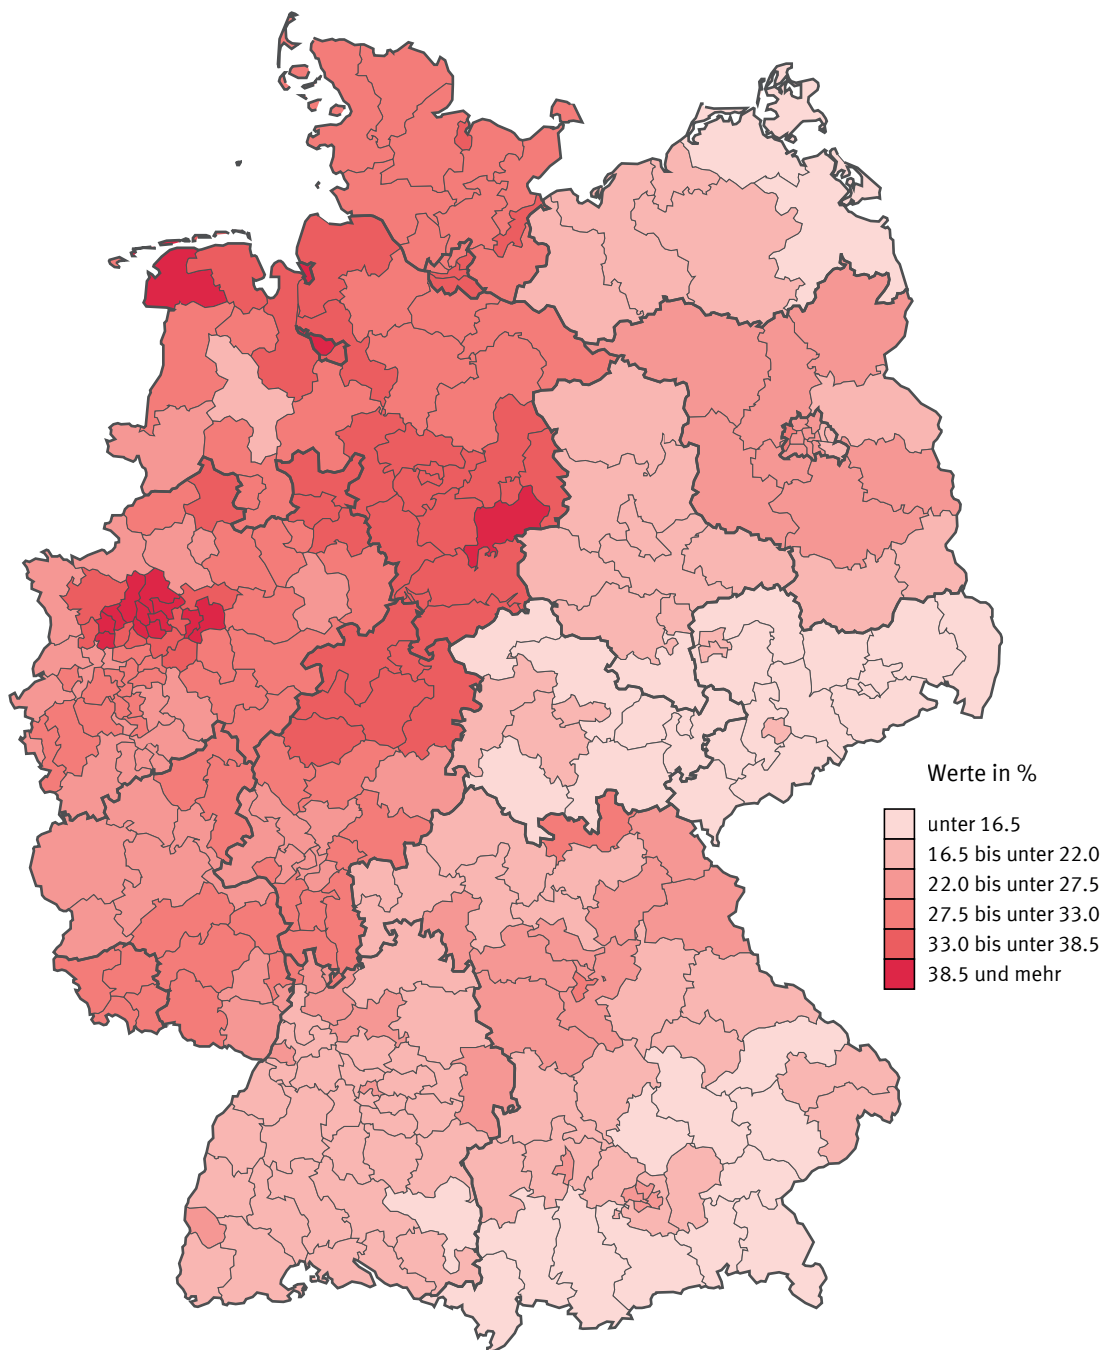 Werte in %
unter 16.5
16.5 bis unter 22.0
22.0 bis unter 27.5
27.5 bis unter 33.0
33.0 bis unter 38.5
38.5 und mehr